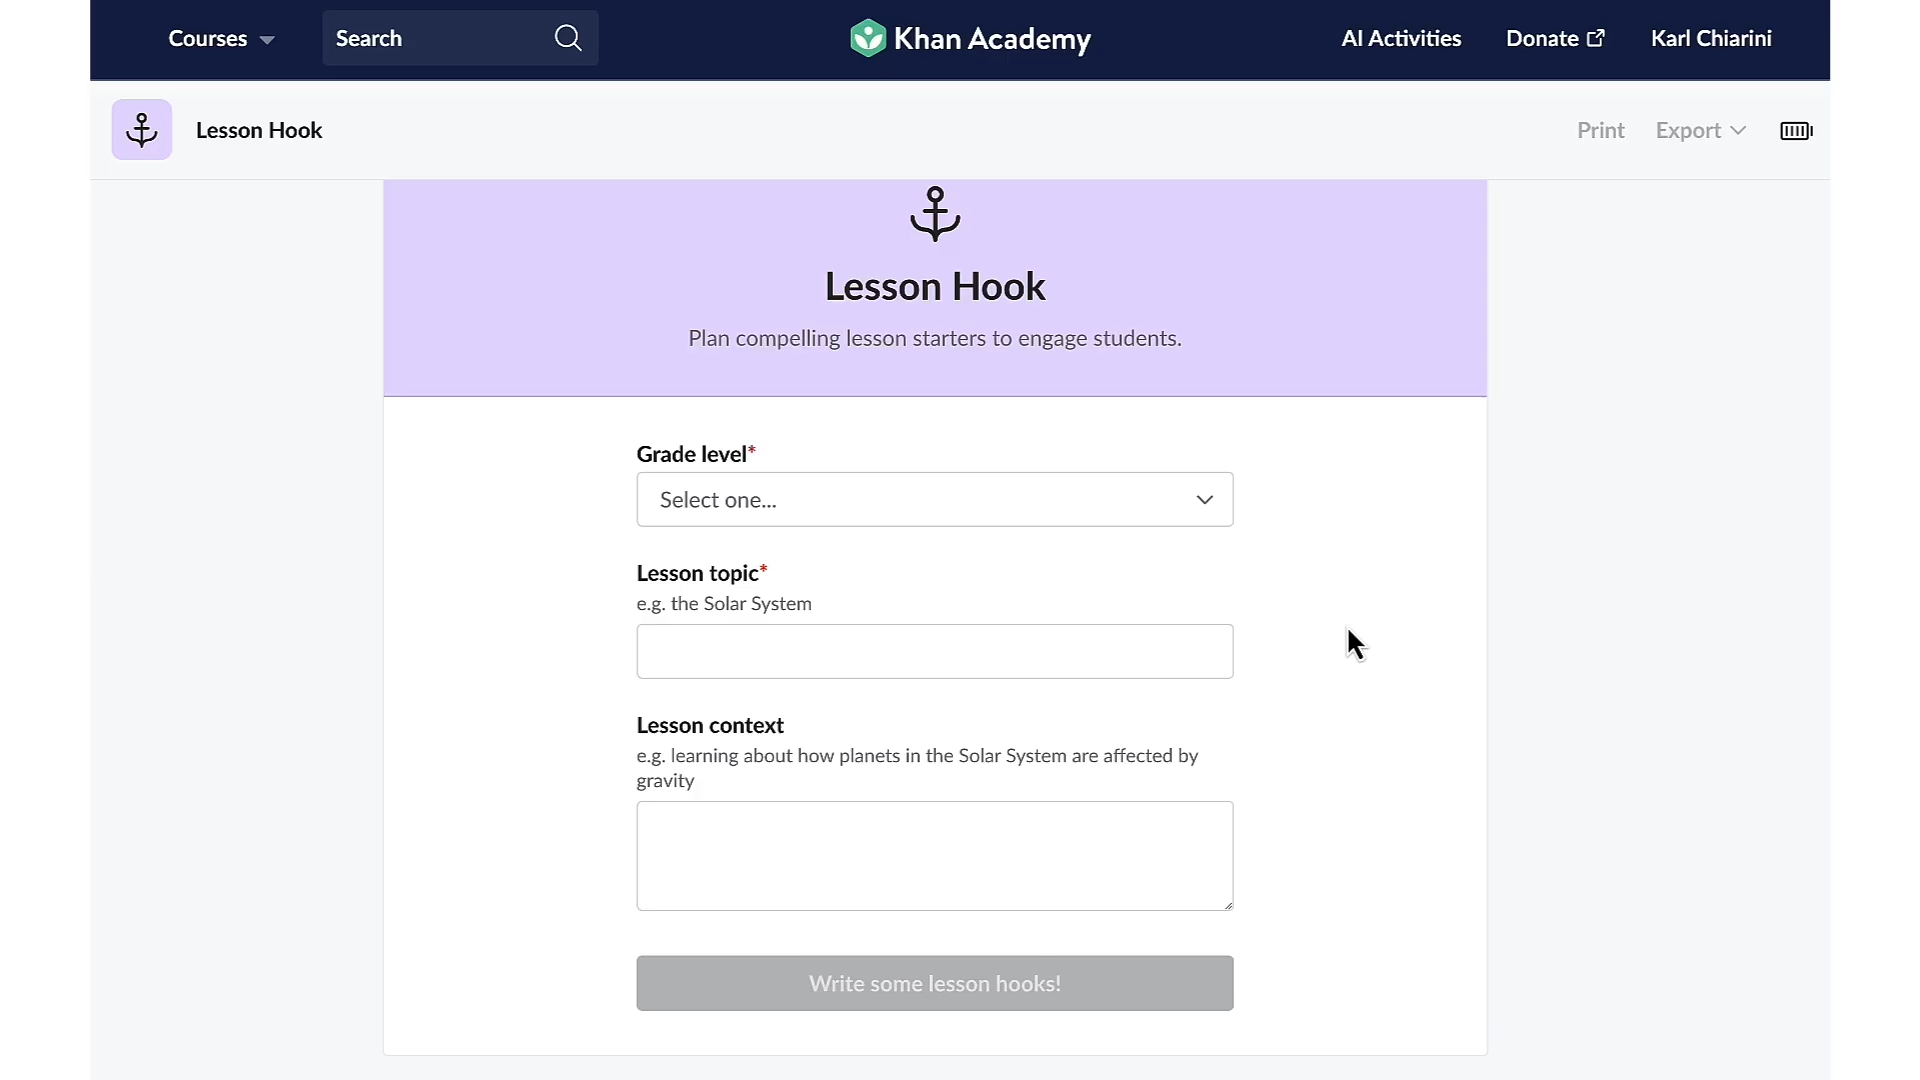 Courses
Search
Khan Academy
AI Activities
Donate
Karl Chiarini
Lesson Hook
Print
Export
Lesson Hook
Plan compelling lesson starters to engage students.
Grade level*
Select one...
Lesson topic*
e.g. the Solar System
Lesson context
e.g. learning about how planets in the Solar System are affected by
gravity
Write some lesson hooks!